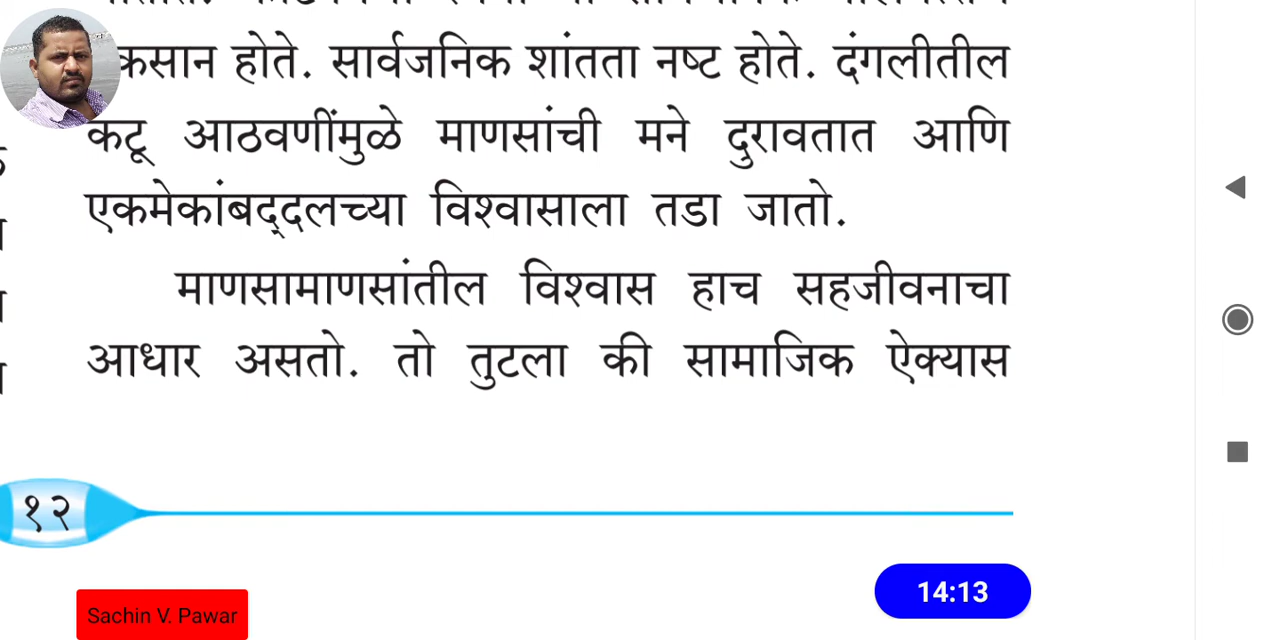 कसान होते. सार्वजनिक शांतता नष्ट होते. दंगलीतील
कटू आठवणींमुळे माणसांची मने दुरावतात आणि
एकमेकांबद्दलच्या विश्वासाला तडा जातो.
माणसामाणसांतील विश्वास हाच सहजीवनाचा
आधार असतो. तो तुटला की सामाजिक ऐक्यास
१२
14:13
Sachin V. Pawar